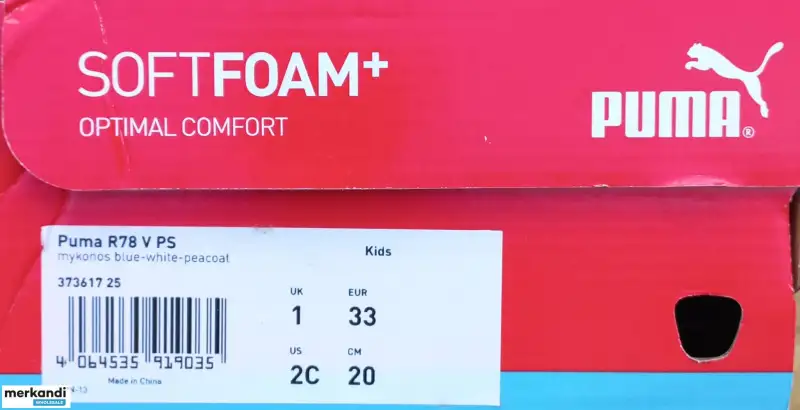 SOFTFOAM+
OPTIMAL COMFORT
PUMA®
Puma R78 V PS
mykonos blue-white-peacoat
Kids
373617 25
UK
1
EUR
33
US
2C
CM
20
4 064535 919035
Made in China
merkandi
WHOLESALE